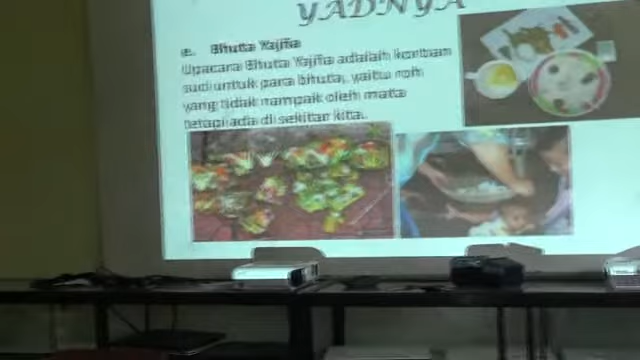 YADNYA
e. Bhuta Yajña
Upacara Bhuta Yajña adalah korban
suci untuk para bhuta, yaitu roh
yang tidak nampak oleh mata
tetapi ada di sekitar kita.